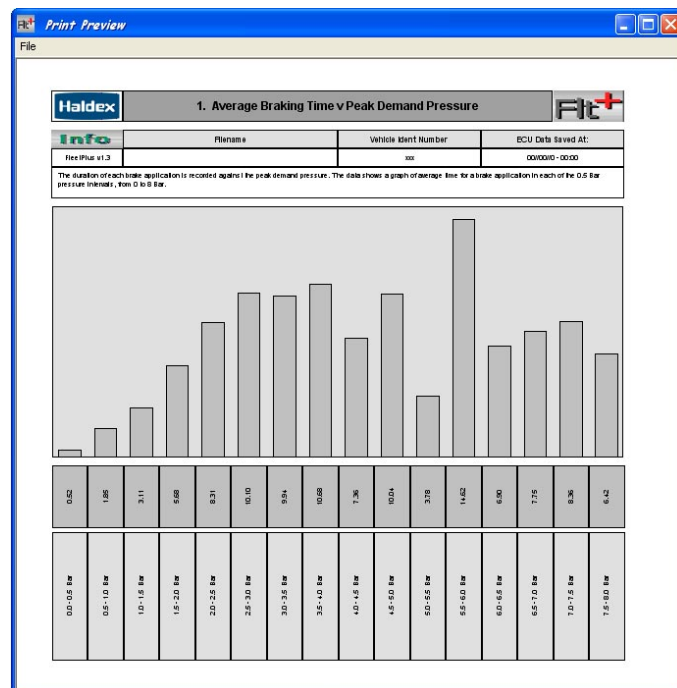 Print Preview
File
Haldex
1. Average Braking Time v Peak Demand Pressure
Flt+
Info
Filename
Vehicle Ident Number
ECU Data Saved At:
FleetPlus v1.3
xxx
00//00//0 - 00:00
The duration of each brake application is recorded against the peak demand pressure. The data shows a graph of average time for a brake application in each of the 0.5 Bar
pressure intervals, from 0 to 8 Bar.
0.52
1.85
3.11
5.68
8.31
10.10
9.94
10.68
7.36
10.04
3.78
14.62
6.90
7.75
8.36
6.42
0.0 - 0.5 Bar
0.5 - 1.0 Bar
1.0 - 1.5 Bar
1.5 - 2.0 Bar
2.0 - 2.5 Bar
2.5 - 3.0 Bar
3.0 - 3.5 Bar
3.5 - 4.0 Bar
4.0 - 4.5 Bar
4.5 - 5.0 Bar
5.0 - 5.5 Bar
5.5 - 6.0 Bar
6.0 - 6.5 Bar
6.5 - 7.0 Bar
7.0 - 7.5 Bar
7.5 - 8.0 Bar